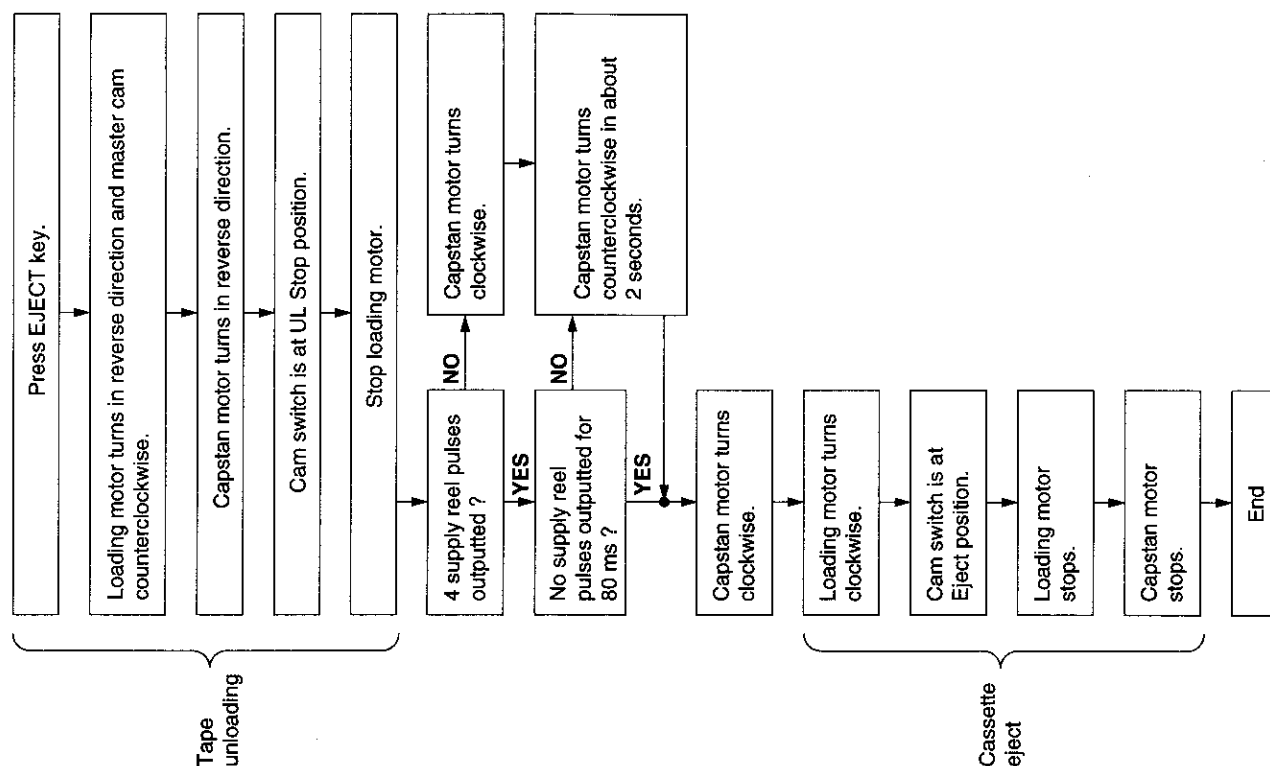 Press EJECT key.
Loading motor turns in reverse direction and master cam
counterclockwise.
Capstan motor turns in reverse direction.
Cam switch is at UL Stop position.
Stop loading motor.
Tape
unloading
4 supply reel pulses
outputted ?
NO
Capstan motor turns
clockwise.
YES
No supply reel
pulses outputted for
80 ms ?
NO
Capstan motor turns
counterclockwise in about
2 seconds.
YES
Capstan motor turns
clockwise.
Loading motor turns
clockwise.
Cam switch is at
Eject position.
Loading motor
stops.
Capstan motor
stops.
Cassette
eject
End